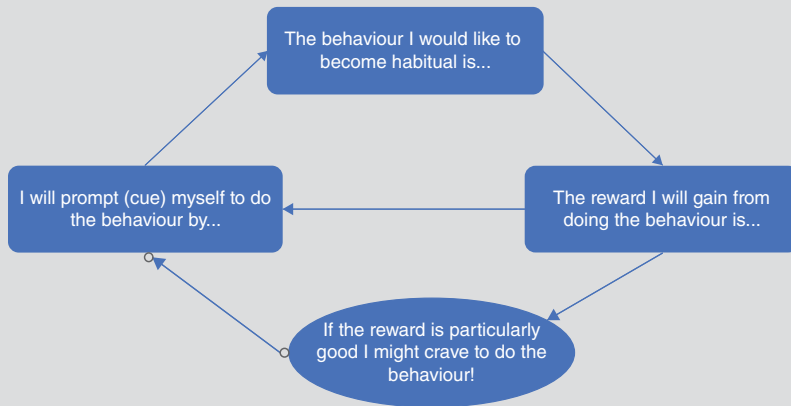 The behaviour I would like to
become habitual is...
I will prompt (cue) myself to do
the behaviour by...
The reward I will gain from
doing the behaviour is...
If the reward is particularly
good I might crave to do the
behaviour!